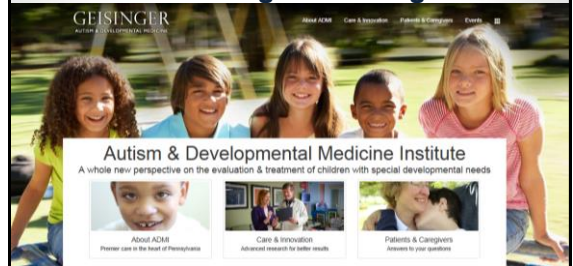 GEISINGER
AUTISM & DEVELOPMENTAL MEDICINE
About ADMI Care & Innovation Patients & Caregivers Events
Autism & Developmental Medicine Institute
A whole new perspective on the evaluation & treatment of children with special developmental needs
About ADMI
Premier care in the heart of Pennsylvania
Care & Innovation
Advanced research for better results
Patients & Caregivers
Answers to your questions